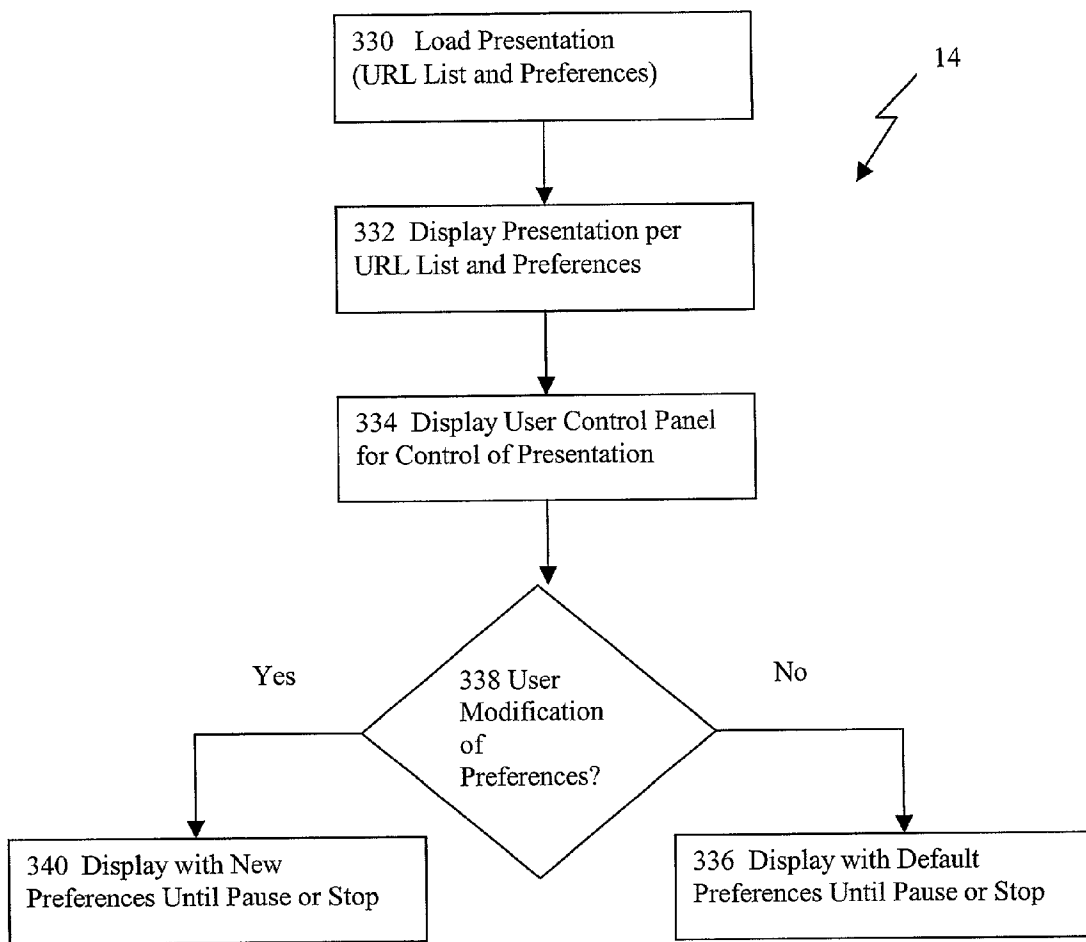 330 Load Presentation
(URL List and Preferences)
14
332 Display Presentation per
URL List and Preferences
334 Display User Control Panel
for Control of Presentation
Yes
338 User
Modification
of
Preferences?
No
340 Display with New
Preferences Until Pause or Stop
336 Display with Default
Preferences Until Pause or Stop